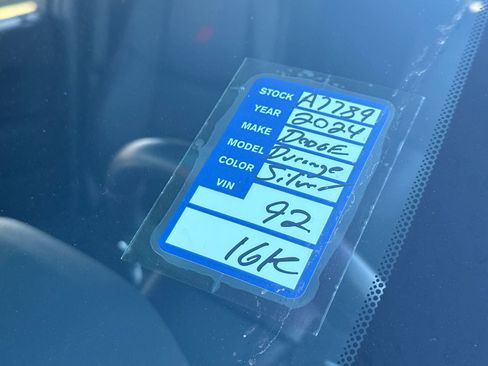 STOCK A7789
YEAR 2024
MAKE DODGE
MODEL Durango
COLOR Silver
VIN
92
16K